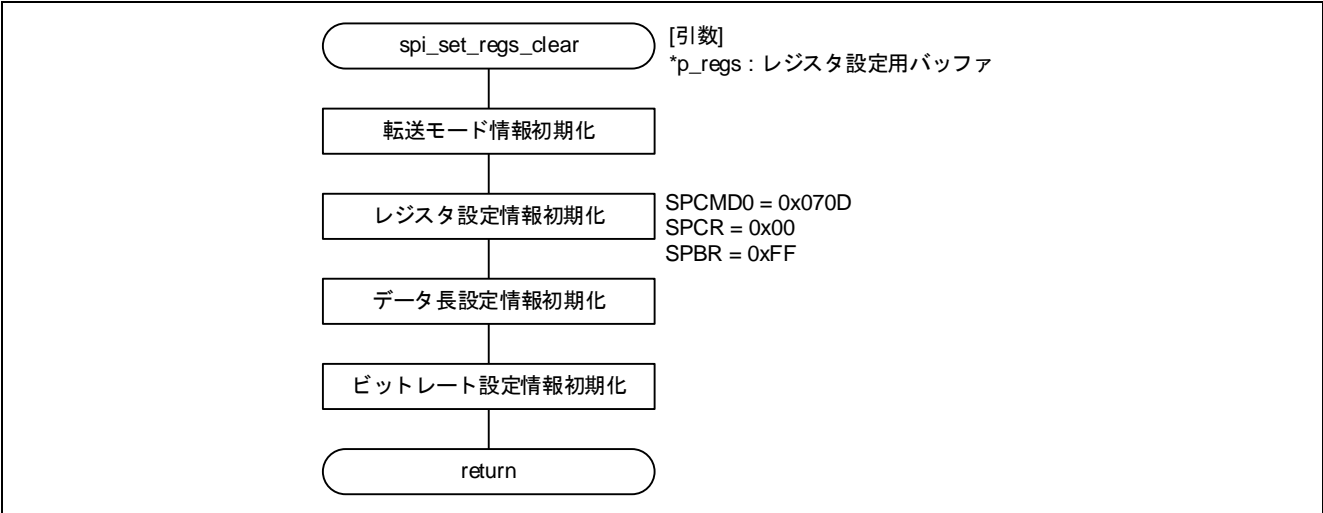 spi_set_regs_clear
[引数]
*p_regs : レジスタ設定用バッファ
転送モード情報初期化
レジスタ設定情報初期化
SPCMD0 = 0x070D
SPCR = 0x00
SPBR = 0xFF
データ長設定情報初期化
ビットレート設定情報初期化
return